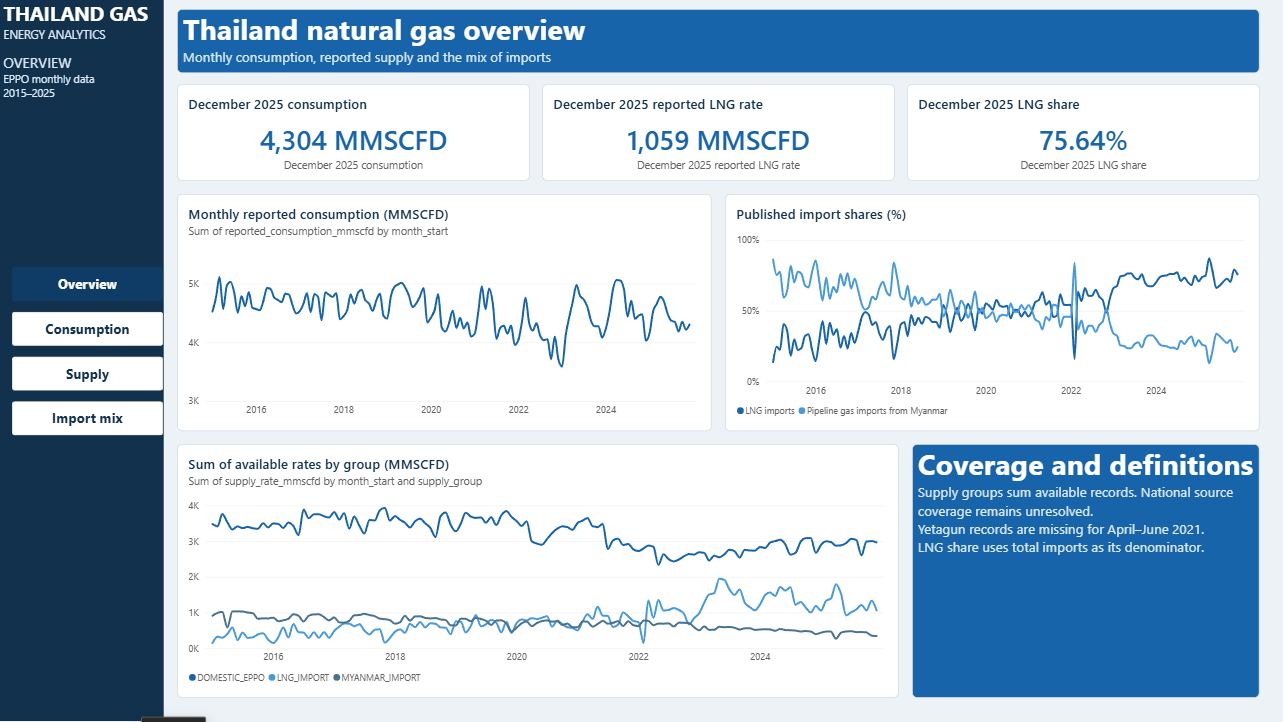 THAILAND GAS
ENERGY ANALYTICS
OVERVIEW
EPPO monthly data
2015–2025
Overview
Consumption
Supply
Import mix
Thailand natural gas overview
Monthly consumption, reported supply and the mix of imports
December 2025 consumption
4,304 MMSCFD
December 2025 consumption
December 2025 reported LNG rate
1,059 MMSCFD
December 2025 reported LNG rate
December 2025 LNG share
75.64%
December 2025 LNG share
Monthly reported consumption (MMSCFD)
Sum of reported_consumption_mmscfd by month_start
5K
4K
3K
2016 2018 2020 2022 2024
Published import shares (%)
100%
50%
0%
2016 2018 2020 2022 2024
LNG imports Pipeline gas imports from Myanmar
Sum of available rates by group (MMSCFD)
Sum of supply_rate_mmscfd by month_start and supply_group
4K
3K
2K
1K
0K
2016 2018 2020 2022 2024
DOMESTIC_EPPO LNG_IMPORT MYANMAR_IMPORT
Coverage and definitions
Supply groups sum available records. National source
coverage remains unresolved.
Yetagun records are missing for April–June 2021.
LNG share uses total imports as its denominator.